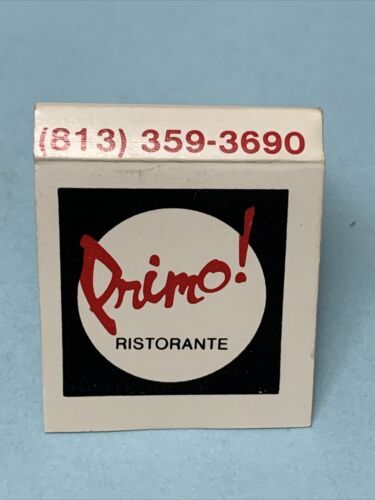 (813) 359-3690
Primo!
RISTORANTE